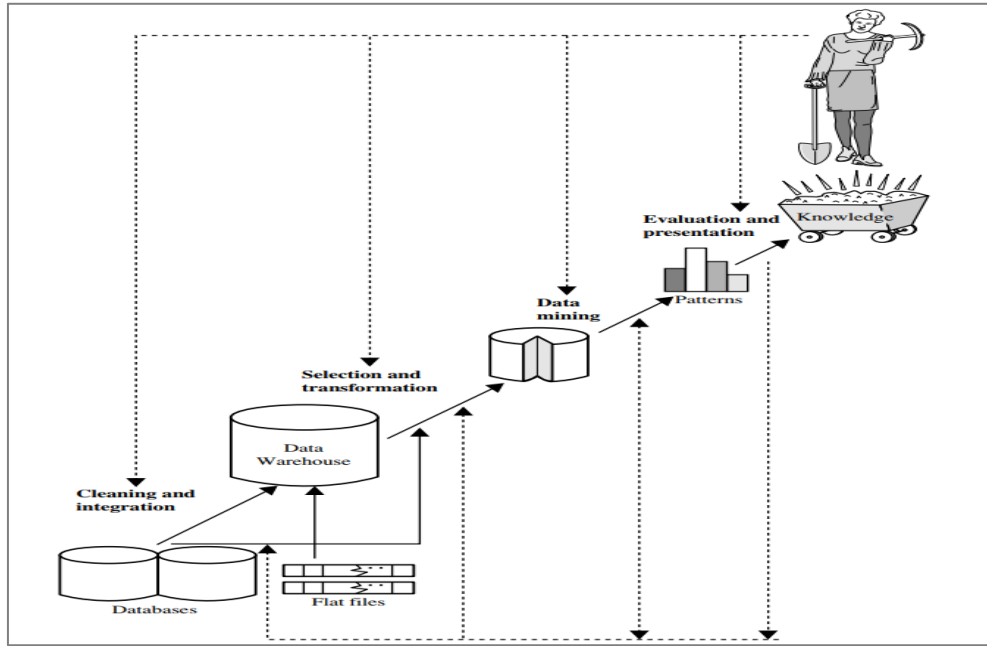 Evaluation and
presentation
Knowledge
Patterns
Data
mining
Selection and
transformation
Data
Warehouse
Cleaning and
integration
Databases
Flat files